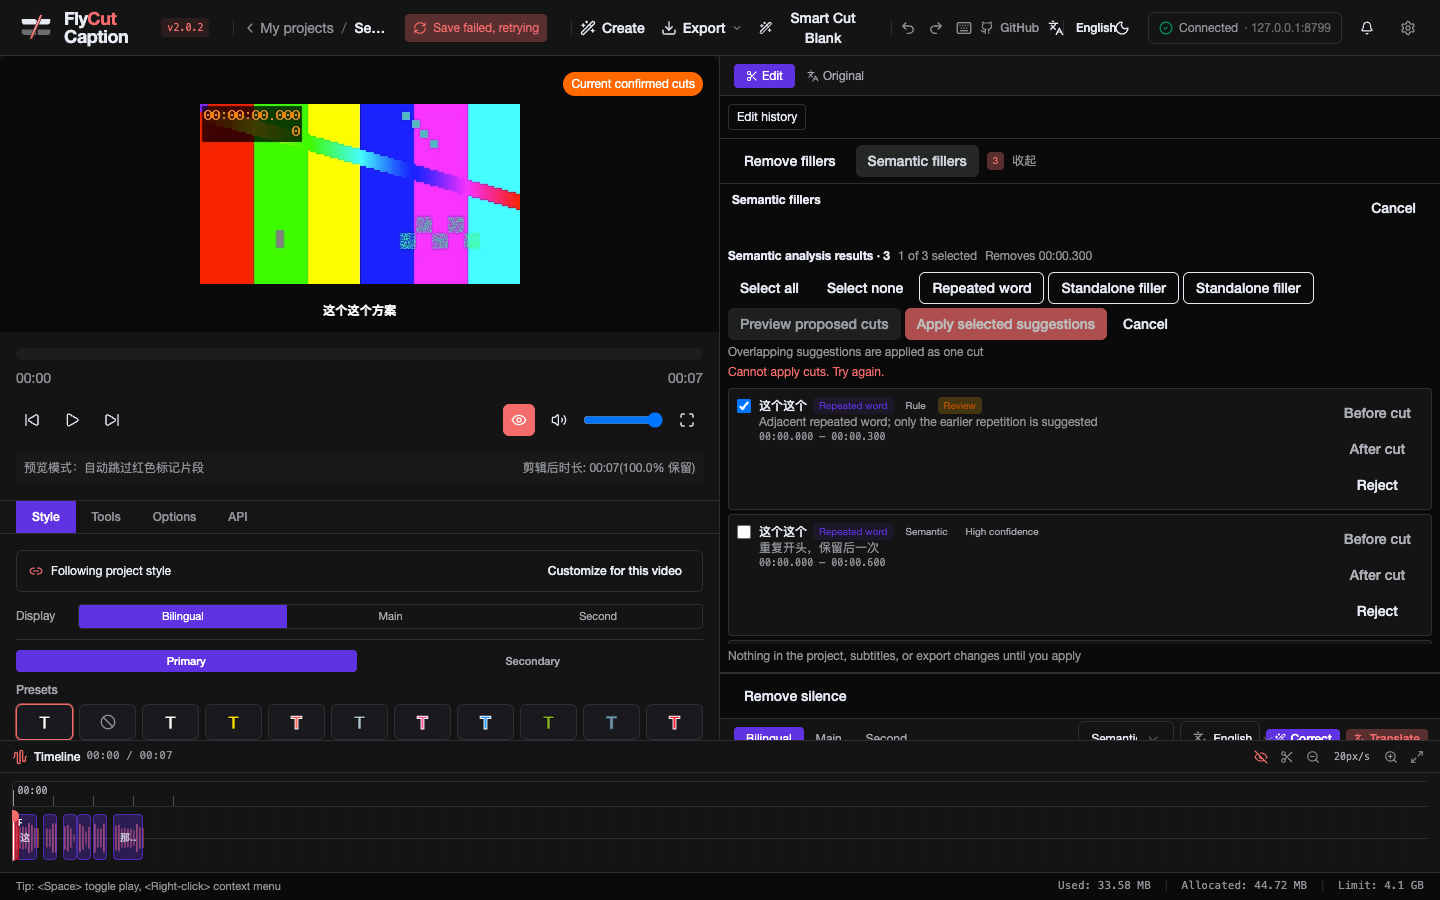 FlyCut Caption
v2.0.2
My projects / Se...
Save failed, retrying
Create
Export
Smart Cut Blank
GitHub
English
Connected · 127.0.0.1:8799
Current confirmed cuts
00:00:00.000
0
这个这个方案
00:00
00:07
预览模式：自动跳过红色标记片段
剪辑后时长: 00:07(100.0% 保留)
Style
Tools
Options
API
Following project style
Customize for this video
Display
Bilingual
Main
Second
Primary
Secondary
Presets
T
T
T
T
T
T
T
T
T
T
Edit
Original
Edit history
Remove fillers
Semantic fillers
3
收起
Semantic fillers
Cancel
Semantic analysis results · 3
1 of 3 selected
Removes 00:00.300
Select all
Select none
Repeated word
Standalone filler
Standalone filler
Preview proposed cuts
Apply selected suggestions
Cancel
Overlapping suggestions are applied as one cut
Cannot apply cuts. Try again.
这个这个
Repeated word
Rule
Review
Adjacent repeated word; only the earlier repetition is suggested
00:00.000 – 00:00.300
Before cut
After cut
Reject
这个这个
Repeated word
Semantic
High confidence
重复开头，保留后一次
00:00.000 – 00:00.600
Before cut
After cut
Reject
Nothing in the project, subtitles, or export changes until you apply
Remove silence
Bilingual
Main
Second
Semantic
English
Correct
Translate
Timeline
00:00 / 00:07
20px/s
00:00
这
那...
Tip: <Space> toggle play, <Right-click> context menu
Used: 33.58 MB
Allocated: 44.72 MB
Limit: 4.1 GB